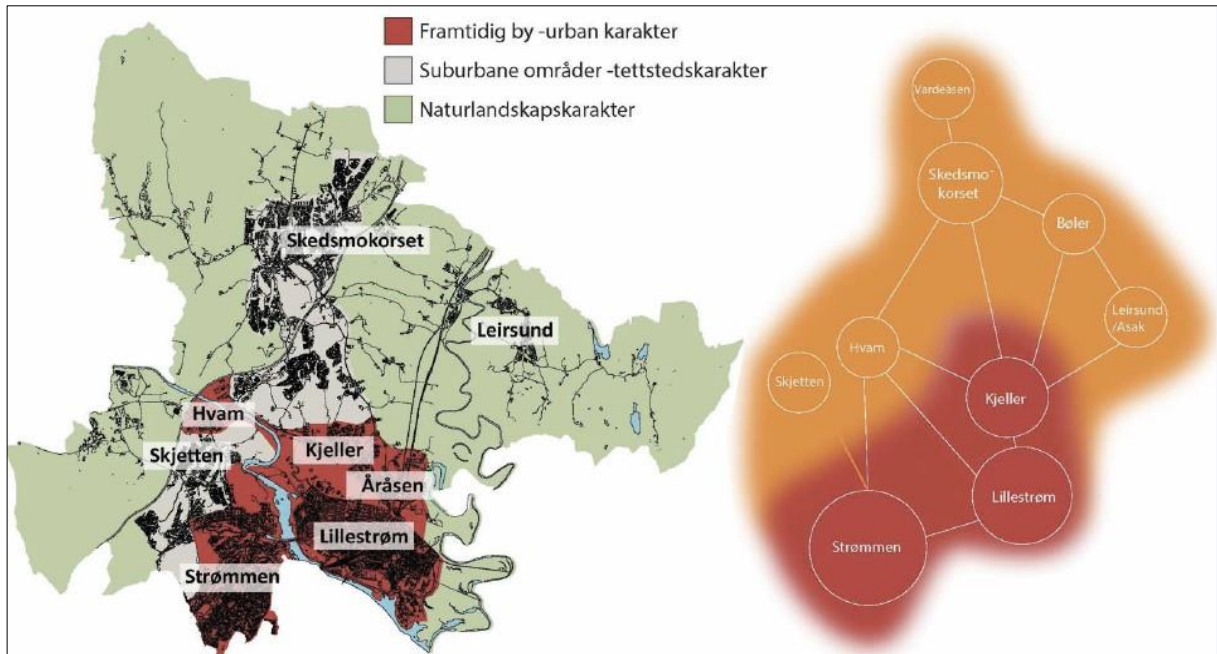 Framtidig by -urban karakter
Suburbane områder -tettstedskarakter
Naturlandskapskarakter
Skedsmokorset
Leirsund
Hvam
Skjetten
Kjeller
Åråsen
Lillestrøm
Strømmen
Vardeåsen
Skedsmo-
korset
Bøler
Leirsund
/Asak
Hvam
Skjetten
Kjeller
Lillestrøm
Strømmen